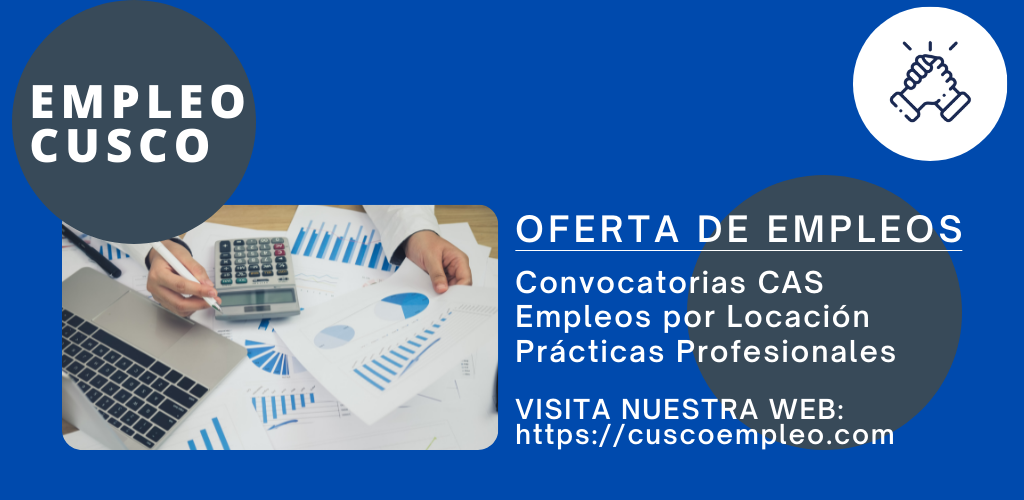 EMPLEO
CUSCO
OFERTA DE EMPLEOS
Convocatorias CAS
Empleos por Locación
Prácticas Profesionales
VISITA NUESTRA WEB:
https://cuscoempleo.com